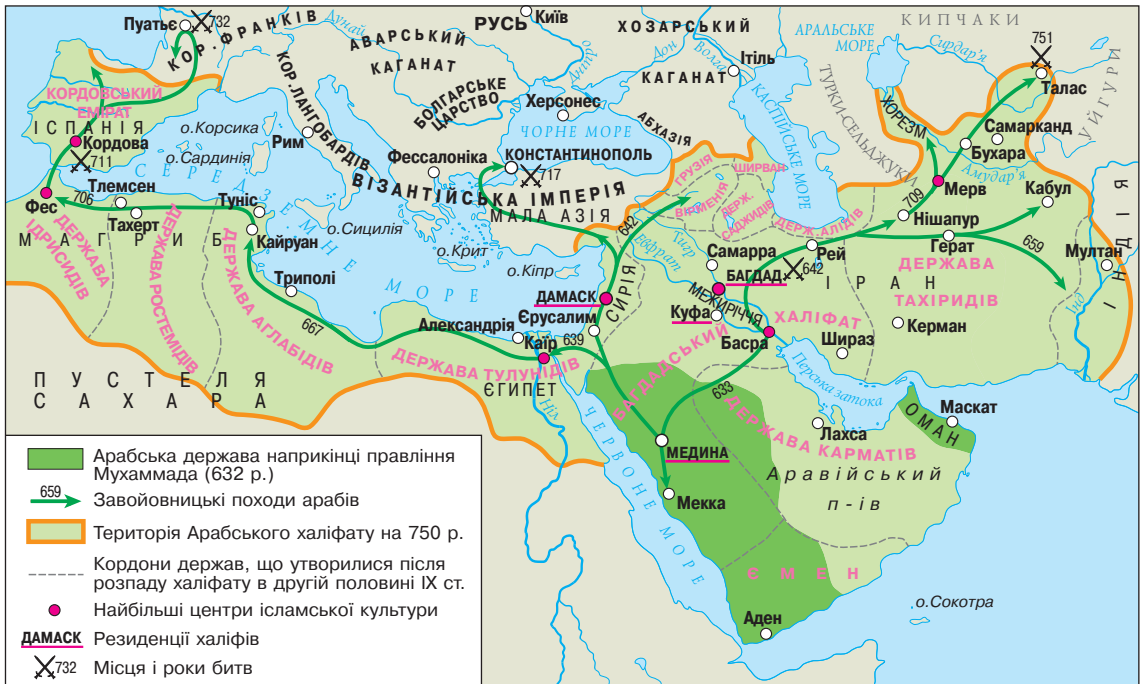 Пуатьє
732
КОР. ФРАНКІВ
Дунай
АВАРСЬКИЙ
КАГАНАТ
РУСЬ
Київ
Дніпро
Дон
ХОЗАРСЬКИЙ
КАГАНАТ
Волга
Ітіль
АРАЛЬСЬКЕ
МОРЕ
КИПЧАКИ
Сирдар'я
751
Талас
УЙГУРИ
КОРДОВСЬКИЙ
ЕМІРАТ
ІСПАНІЯ
Кордова
711
КОР. ЛАНГОБАРДІВ
БОЛГАРСЬКЕ
ЦАРСТВО
Херсонес
ЧОРНЕ МОРЕ
АБХАЗІЯ
КАСПІЙСЬКЕ МОРЕ
ТУРКИ-СЕЛЬДЖУКИ
ХОРЕЗМ
Самарканд
Бухара
Амудар'я
о.Корсика
Рим
о.Сардинія
Фессалоніка
КОНСТАНТИНОПОЛЬ
717
ВІЗАНТІЙСЬКА ІМПЕРІЯ
МАЛА АЗІЯ
ГРУЗІЯ
ШИРВАН
ВІРМЕНІЯ
ДЕРЖ.
САДЖИДІВ
ДЕРЖ. АЛІДІВ
Мерв
709
Кабул
Нішапур
Герат
659
Мултан
ІНДІЯ
Інд
СЕРЕДЗЕМНЕ МОРЕ
Тлемсен
706
Фес
Тахерт
Туніс
Кайруан
МАГРИБ
ДЕРЖАВА
ІДРИСИДІВ
ДЕРЖАВА РОСТЕМІДІВ
ДЕРЖАВА АГЛАБІДІВ
о.Сицилія
о.Крит
о.Кіпр
642
Тигр
Евфрат
Самарра
БАГДАД
Рей
642
ДЕРЖАВА
ТАХІРИДІВ
ІРАН
Триполі
667
ДАМАСК
СИРІЯ
МЕЖИРІЧЧЯ
Куфа
Басра
БАГДАДСЬКИЙ
ХАЛІФАТ
Шираз
Керман
Александрія
Єрусалим
Каїр
639
ДЕРЖАВА ТУЛУНІДІВ
ЄГИПЕТ
Ніл
ПУСТЕЛЯ
САХАРА
633
Перська затока
Маскат
ОМАН
ЧЕРВОНЕ МОРЕ
МЕДИНА
Мекка
ДЕРЖАВА КАРМАТІВ
Лахса
Аравійський
п-ів
ЄМЕН
Аден
о.Сокотра
Арабська держава наприкінці правління
Мухаммада (632 р.)
659
Завойовницькі походи арабів
Територія Арабського халіфату на 750 р.
Кордони держав, що утворилися після
розпаду халіфату в другій половині IX ст.
Найбільші центри ісламської культури
ДАМАСК
Резиденції халіфів
732
Місця і роки битв